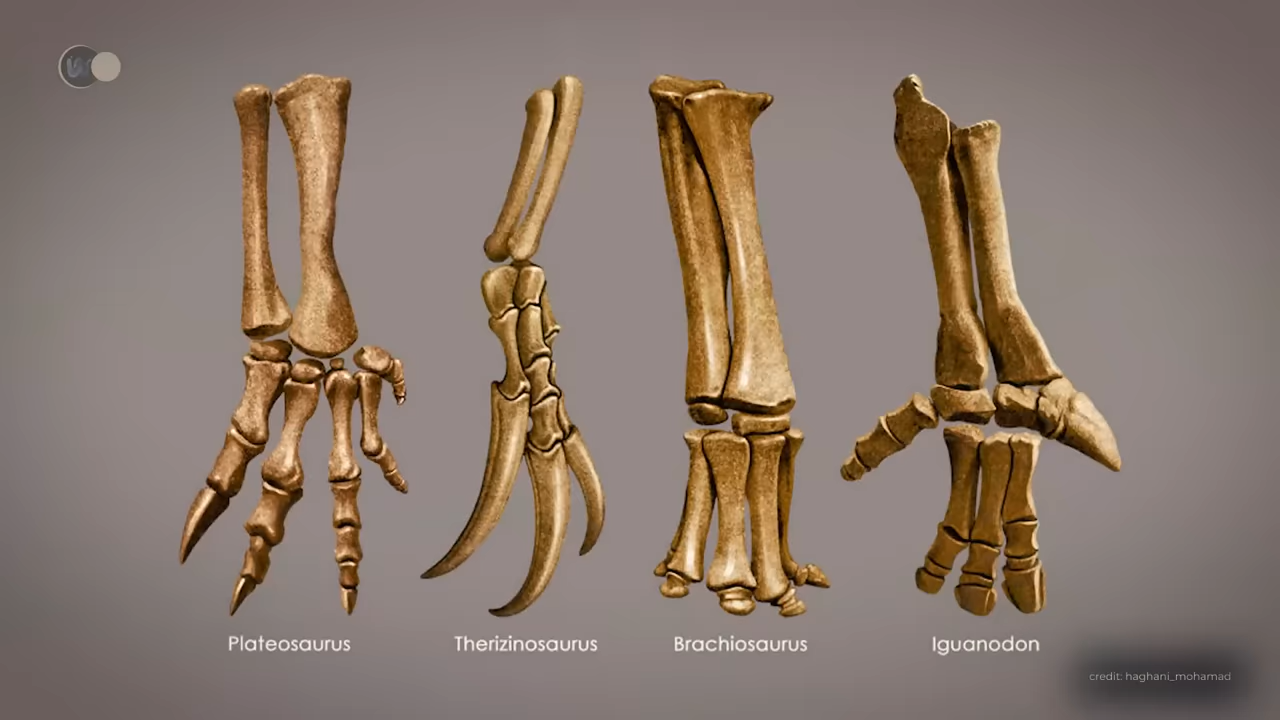 Plateosaurus
Therizinosaurus
Brachiosaurus
Iguanodon
credit: haghani_mohamad